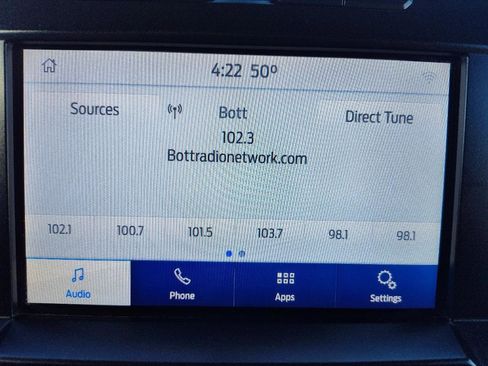 4:22 50°
Sources Bott Direct Tune
102.3
Bottradionetwork.com
102.1 100.7 101.5 103.7 98.1 98.1
Audio Phone Apps Settings